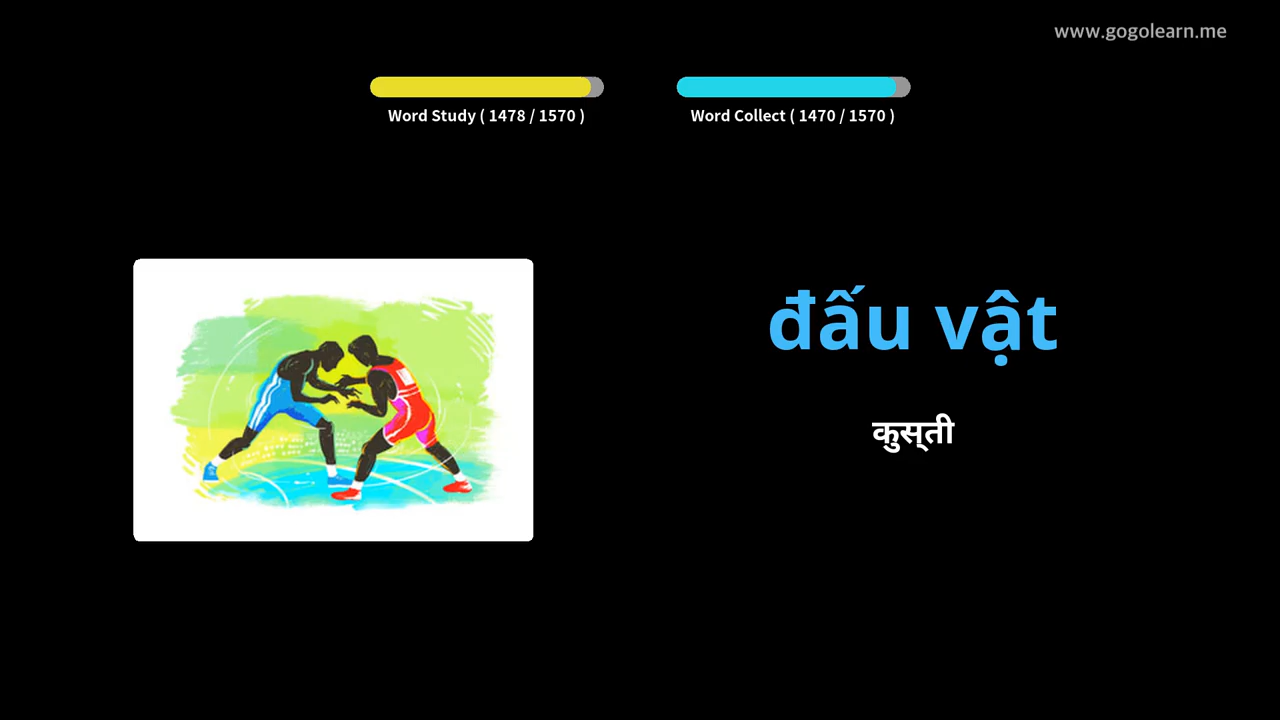 www.gogolearn.me
Word Study ( 1478 / 1570 )
Word Collect ( 1470 / 1570 )
đấu vật
कुस्ती